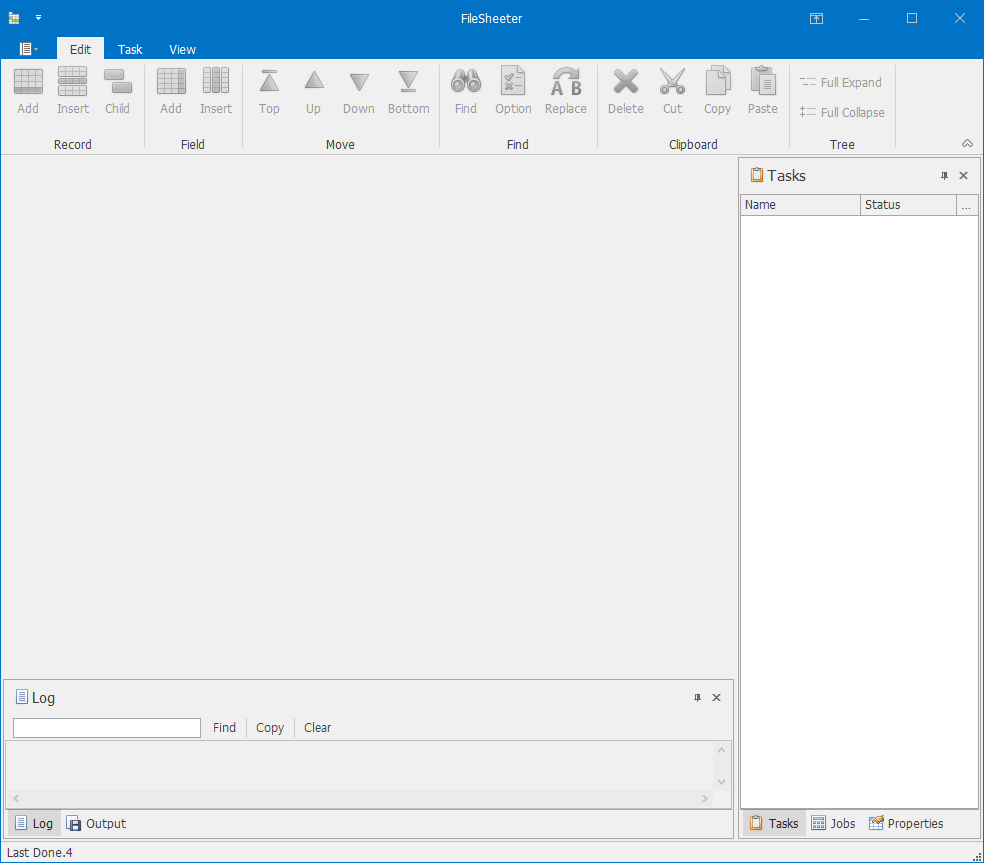 FileSheeter
Edit Task View
Add Insert Child Add Insert Top Up Down Bottom Find Option Replace Delete Cut Copy Paste Full Expand
Full Collapse
Record Field Move Find Clipboard Tree
Tasks
Name Status ...
Log
Find Copy Clear
Log Output
Tasks Jobs Properties
Last Done.4